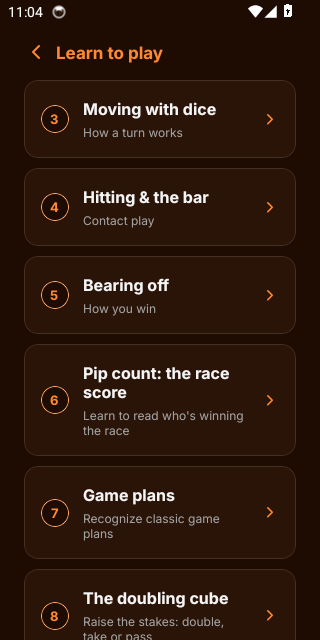 11:04
Learn to play
3
Moving with dice
How a turn works
4
Hitting & the bar
Contact play
5
Bearing off
How you win
6
Pip count: the race
score
Learn to read who's winning
the race
7
Game plans
Recognize classic game
plans
8
The doubling cube
Raise the stakes: double,
take or pass